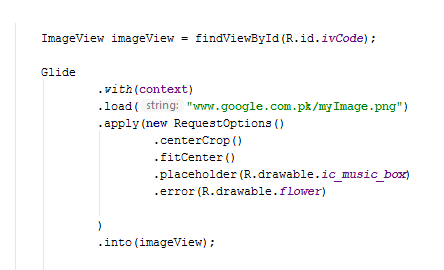 ImageView imageView = findViewById(R.id.ivCode);
Glide
.with(context)
.load( string: "www.google.com.pk/myImage.png")
.apply(new RequestOptions()
.centerCrop()
.fitCenter()
.placeholder(R.drawable.ic_music_box)
.error(R.drawable.flower)
)
.into(imageView);